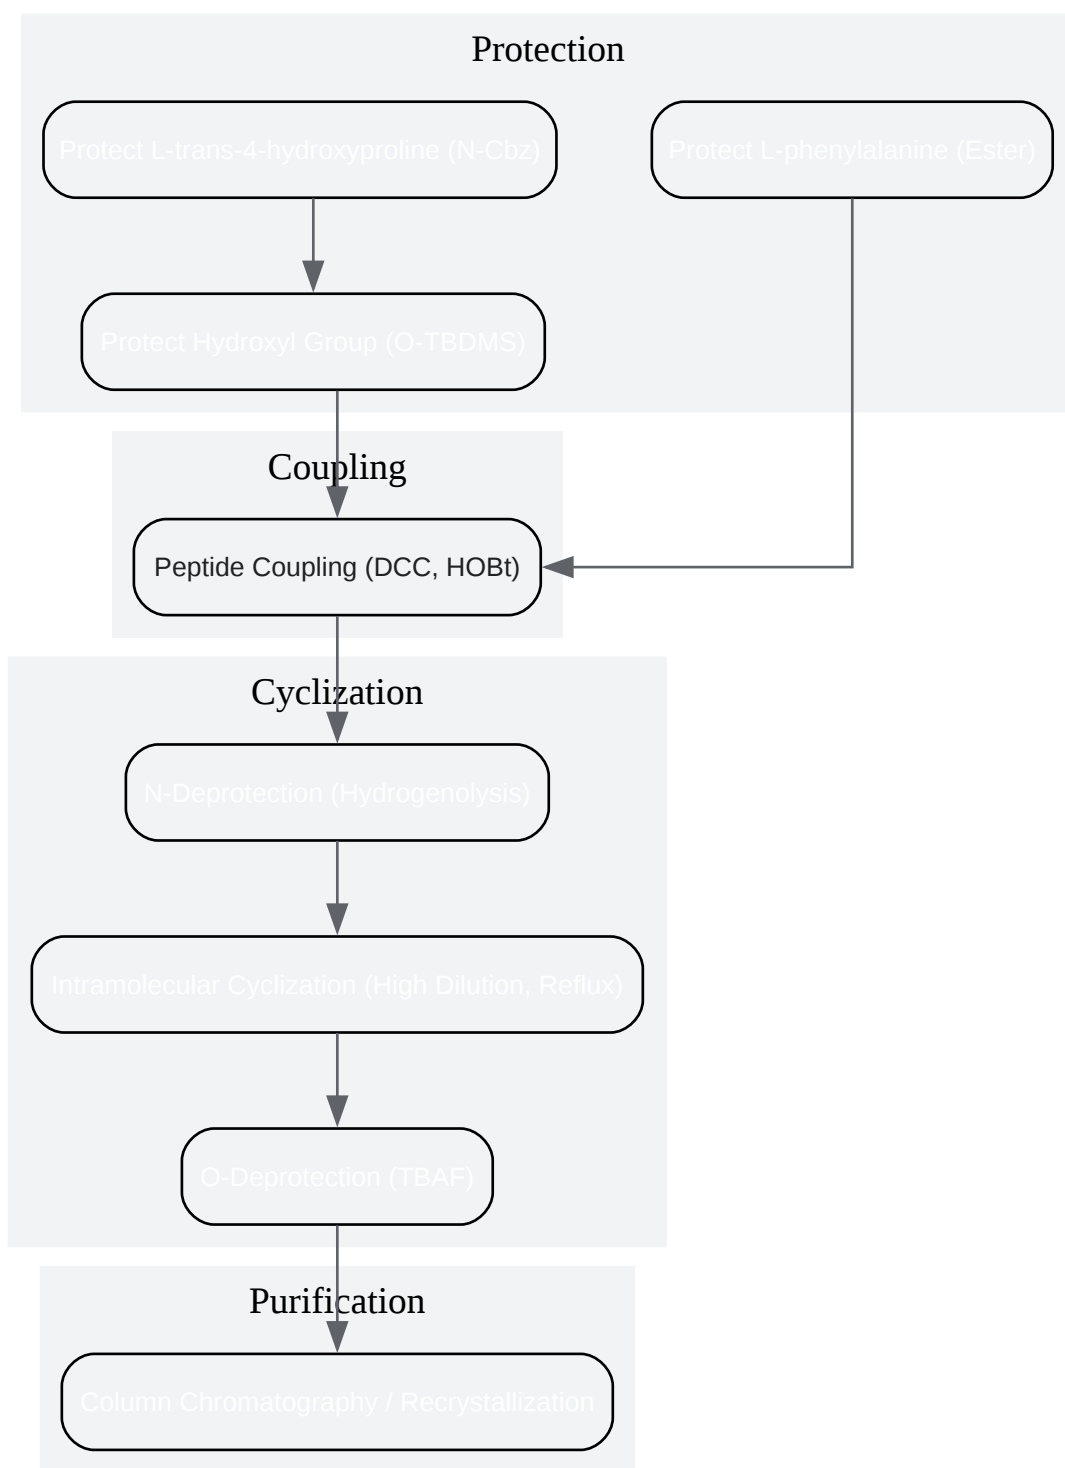 Protection
Protect L-trans-4-hydroxyproline (N-Cbz)
Protect L-phenylalanine (Ester)
Protect Hydroxyl Group (O-TBDMS)
Coupling
Peptide Coupling (DCC, HOBt)
Cyclization
N-Deprotection (Hydrogenolysis)
Intramolecular Cyclization (High Dilution, Reflux)
O-Deprotection (TBAF)
Purification
Column Chromatography / Recrystallization